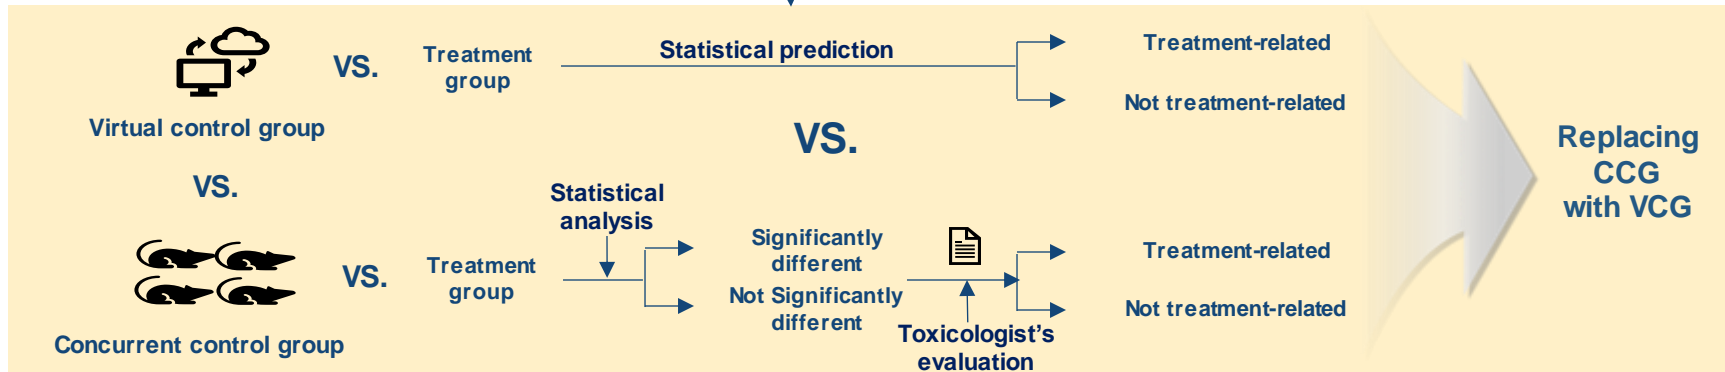 Virtual control group
VS.
Treatment
group
Statistical prediction
Treatment-related
Not treatment-related
VS.
VS.
Concurrent control group
VS.
Treatment
group
Statistical
analysis
Significantly
different
Not Significantly
different
Toxicologist's
evaluation
Treatment-related
Not treatment-related
Replacing
CCG
with VCG